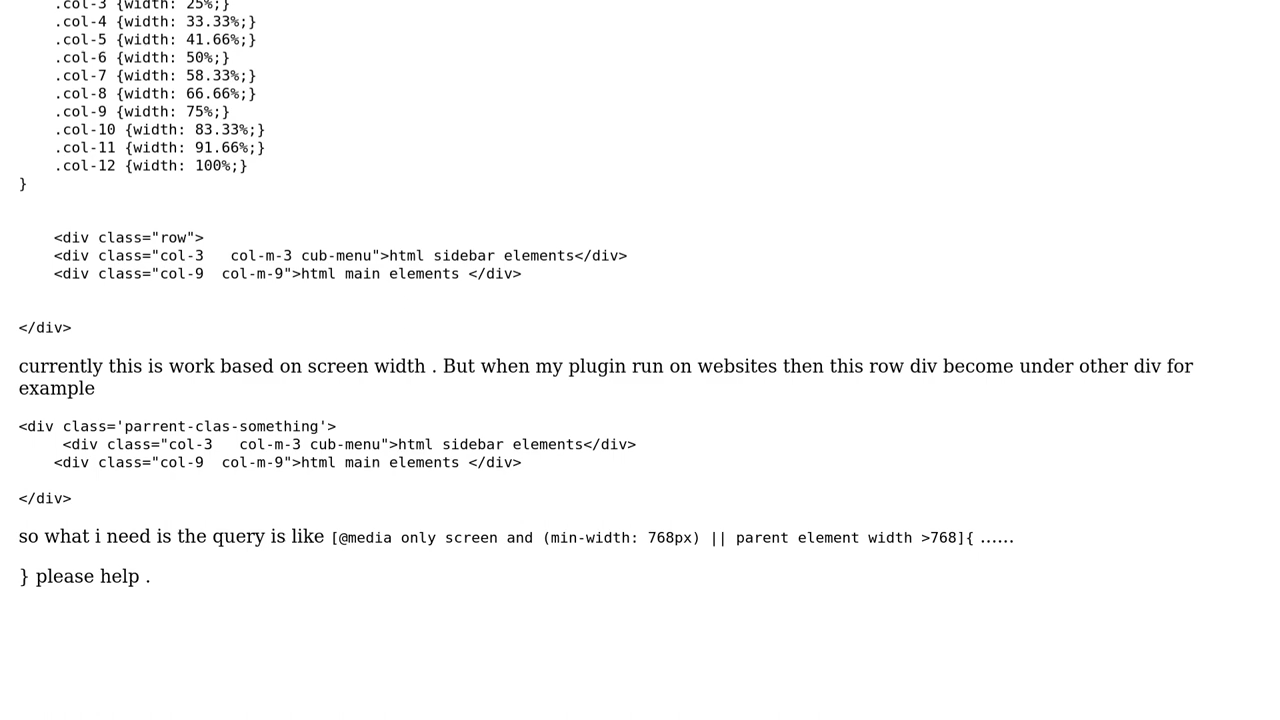 .col-3 {width: 25%;}
.col-4 {width: 33.33%;}
.col-5 {width: 41.66%;}
.col-6 {width: 50%;}
.col-7 {width: 58.33%;}
.col-8 {width: 66.66%;}
.col-9 {width: 75%;}
.col-10 {width: 83.33%;}
.col-11 {width: 91.66%;}
.col-12 {width: 100%;}
}
<div class="row">
<div class="col-3   col-m-3 cub-menu">html sidebar elements</div>
<div class="col-9  col-m-9">html main elements </div>
</div>
currently this is work based on screen width . But when my plugin run on websites then this row div become under other div for
example
<div class='parrent-clas-something'>
<div class="col-3   col-m-3 cub-menu">html sidebar elements</div>
<div class="col-9  col-m-9">html main elements </div>
</div>
so what i need is the query is like [@media only screen and (min-width: 768px) || parent element width >768]{ ......
} please help .